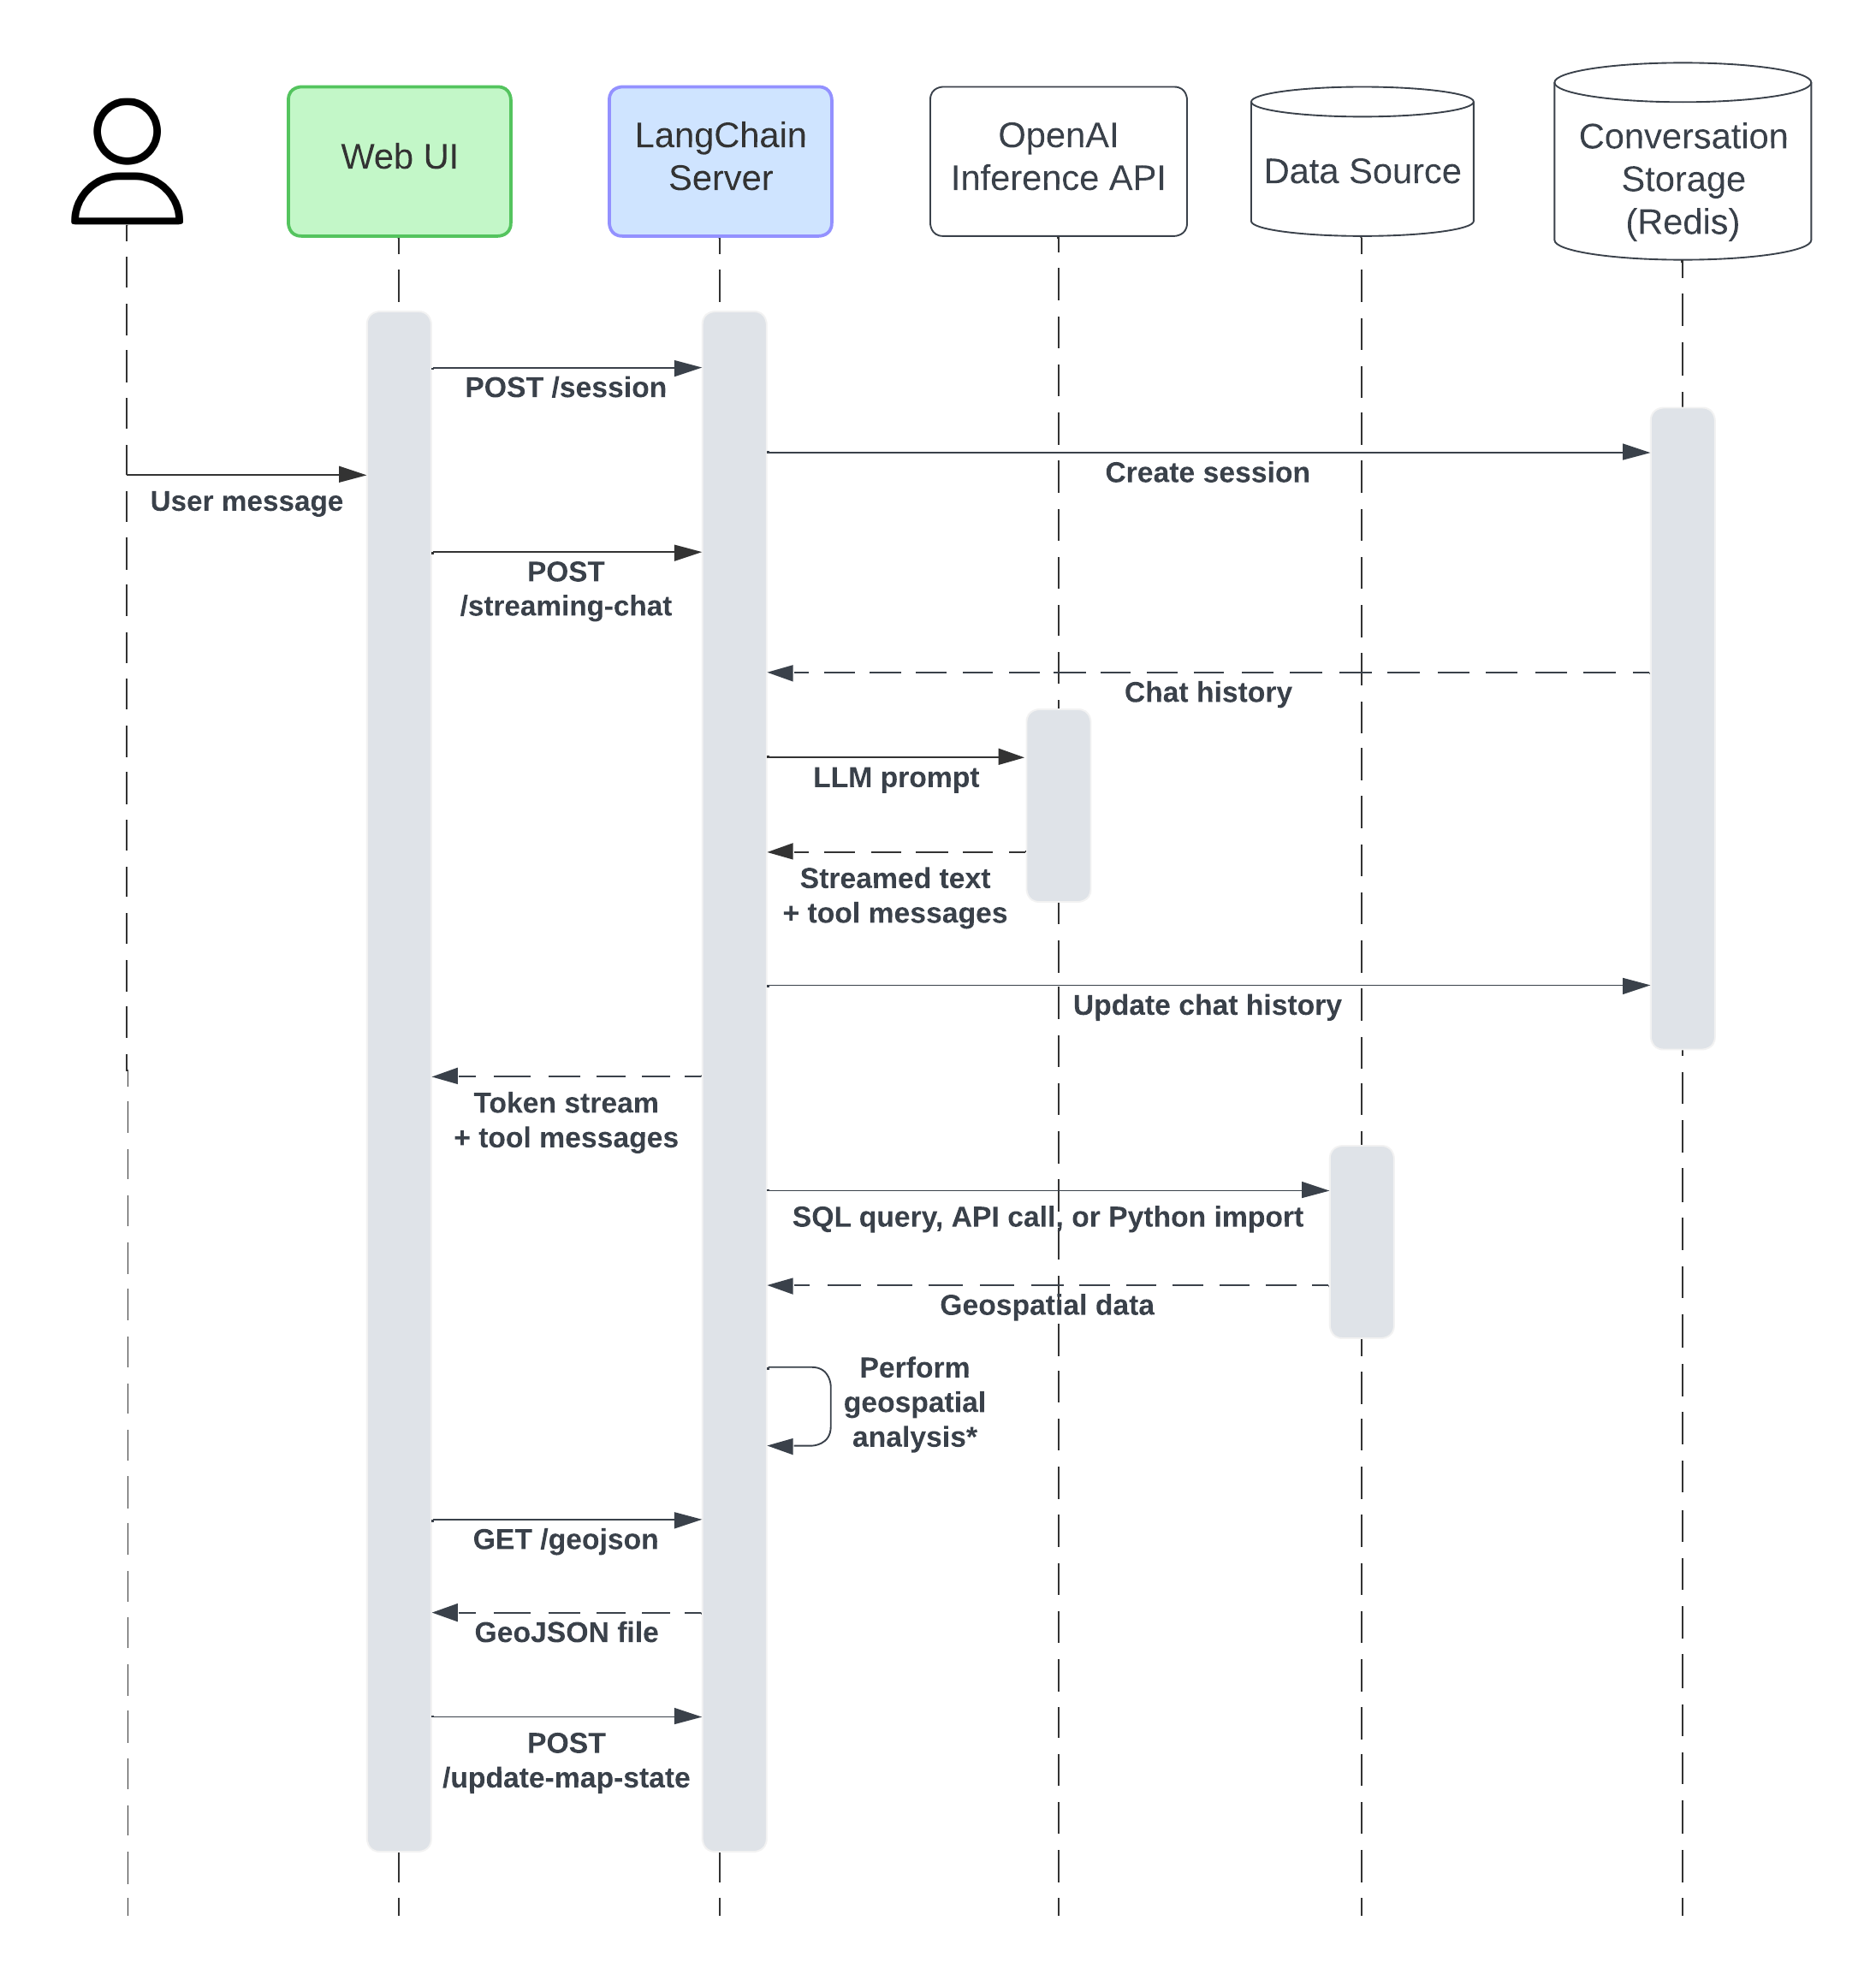 Web UI
LangChain
Server
OpenAI
Inference API
Data Source
Conversation
Storage
(Redis)
POST /session
Create session
User message
POST
/streaming-chat
Chat history
LLM prompt
Streamed text
+ tool messages
Update chat history
Token stream
+ tool messages
SQL query, API call, or Python import
Geospatial data
Perform
geospatial
analysis*
GET /geojson
GeoJSON file
POST
/update-map-state